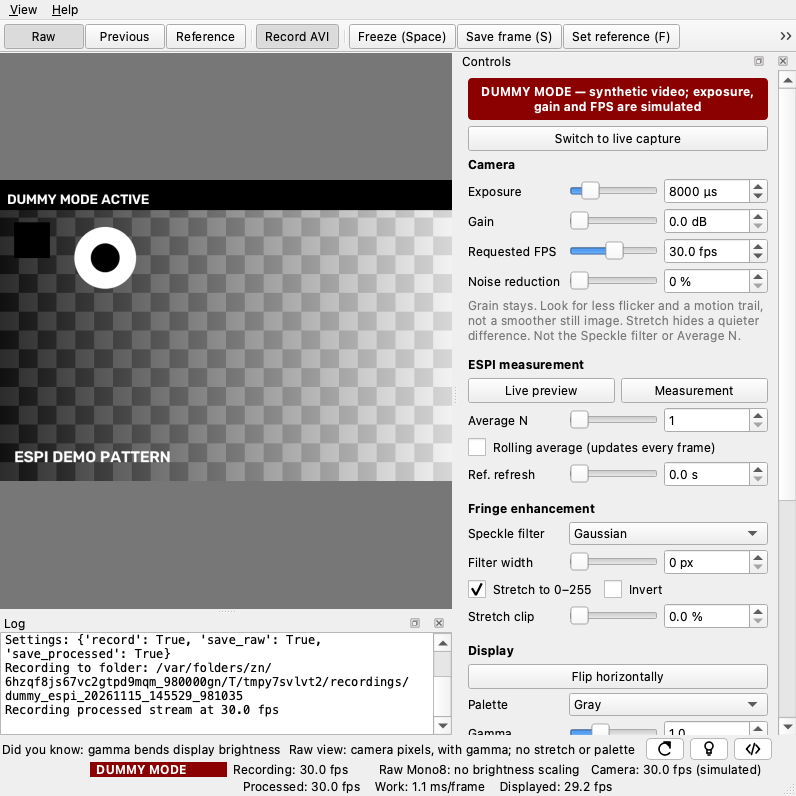 View Help
Raw Previous Reference Record AVI Freeze (Space) Save frame (S) Set reference (F) »
Controls
DUMMY MODE — synthetic video; exposure,
gain and FPS are simulated
Switch to live capture
Camera
Exposure 8000 µs
Gain 0.0 dB
Requested FPS 30.0 fps
Noise reduction 0 %
Grain stays. Look for less flicker and a motion trail,
not a smoother still image. Stretch hides a quieter
difference. Not the Speckle filter or Average N.
ESPI measurement
Live preview Measurement
Average N 1
Rolling average (updates every frame)
Ref. refresh 0.0 s
Fringe enhancement
Speckle filter Gaussian
Filter width 0 px
Stretch to 0–255 Invert
Stretch clip 0.0 %
Display
Flip horizontally
Palette Gray
Gamma 1.0
DUMMY MODE ACTIVE
ESPI DEMO PATTERN
Log
Settings: {'record': True, 'save_raw': True,
'save_processed': True}
Recording to folder: /var/folders/zn/
6hzqf8js67vc2gtpd9mqm_980000gn/T/tmpy7svlvt2/recordings/
dummy_espi_20261115_145529_981035
Recording processed stream at 30.0 fps
Did you know: gamma bends display brightness Raw view: camera pixels, with gamma; no stretch or palette
DUMMY MODE Recording: 30.0 fps Raw Mono8: no brightness scaling Camera: 30.0 fps (simulated)
Processed: 30.0 fps Work: 1.1 ms/frame Displayed: 29.2 fps